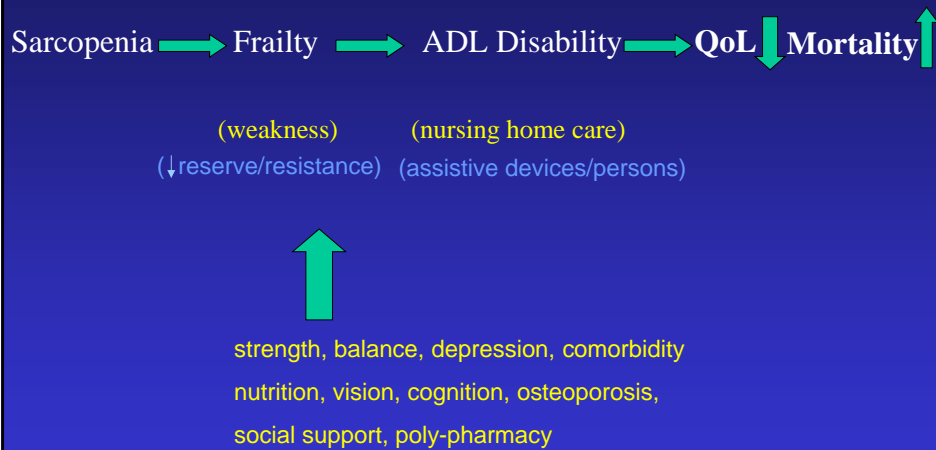 Sarcopenia Frailty ADL Disability QoL Mortality
(weakness) (nursing home care)
(↓reserve/resistance) (assistive devices/persons)
strength, balance, depression, comorbidity
nutrition, vision, cognition, osteoporosis,
social support, poly-pharmacy